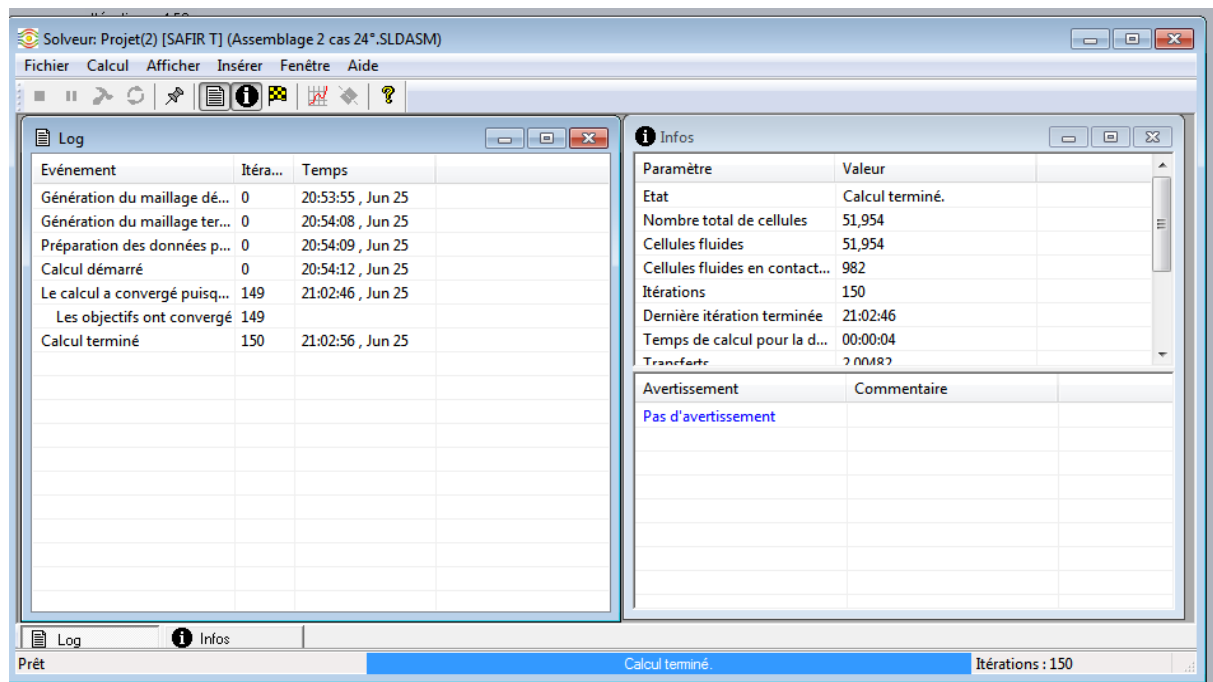 Solveur: Projet(2) [SAFIR T] (Assemblage 2 cas 24°.SLDASM)
Fichier Calcul Afficher Insérer Fenêtre Aide
Log
Evénement Itéra... Temps
Génération du maillage dé... 0 20:53:55 , Jun 25
Génération du maillage ter... 0 20:54:08 , Jun 25
Préparation des données p... 0 20:54:09 , Jun 25
Calcul démarré 0 20:54:12 , Jun 25
Le calcul a convergé puisq... 149 21:02:46 , Jun 25
Les objectifs ont convergé 149
Calcul terminé 150 21:02:56 , Jun 25
Infos
Paramètre Valeur
Etat Calcul terminé.
Nombre total de cellules 51,954
Cellules fluides 51,954
Cellules fluides en contact... 982
Itérations 150
Dernière itération terminée 21:02:46
Temps de calcul pour la d... 00:00:04
Transferts 2.00482
Avertissement Commentaire
Pas d'avertissement
Log Infos
Prêt Calcul terminé. Itérations : 150